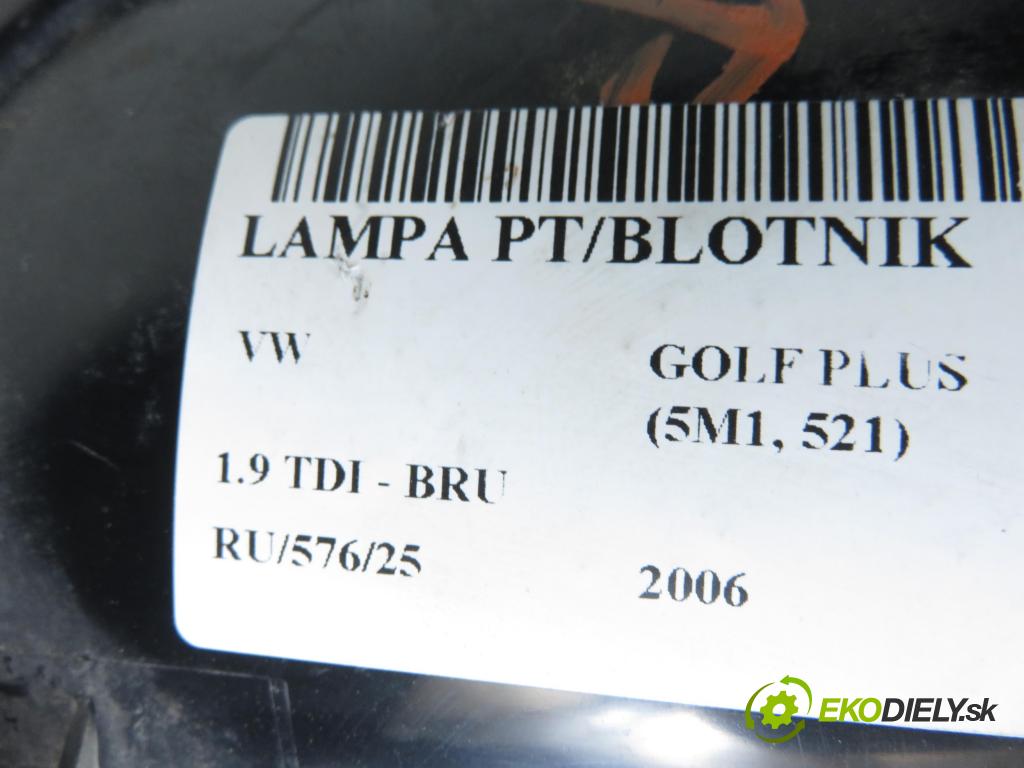 LAMPA PT/BLOTNIK
VW
GOLF PLUS
(5M1, 521)
1.9 TDI - BRU
RU/576/25
2006
EKODIELY.sk